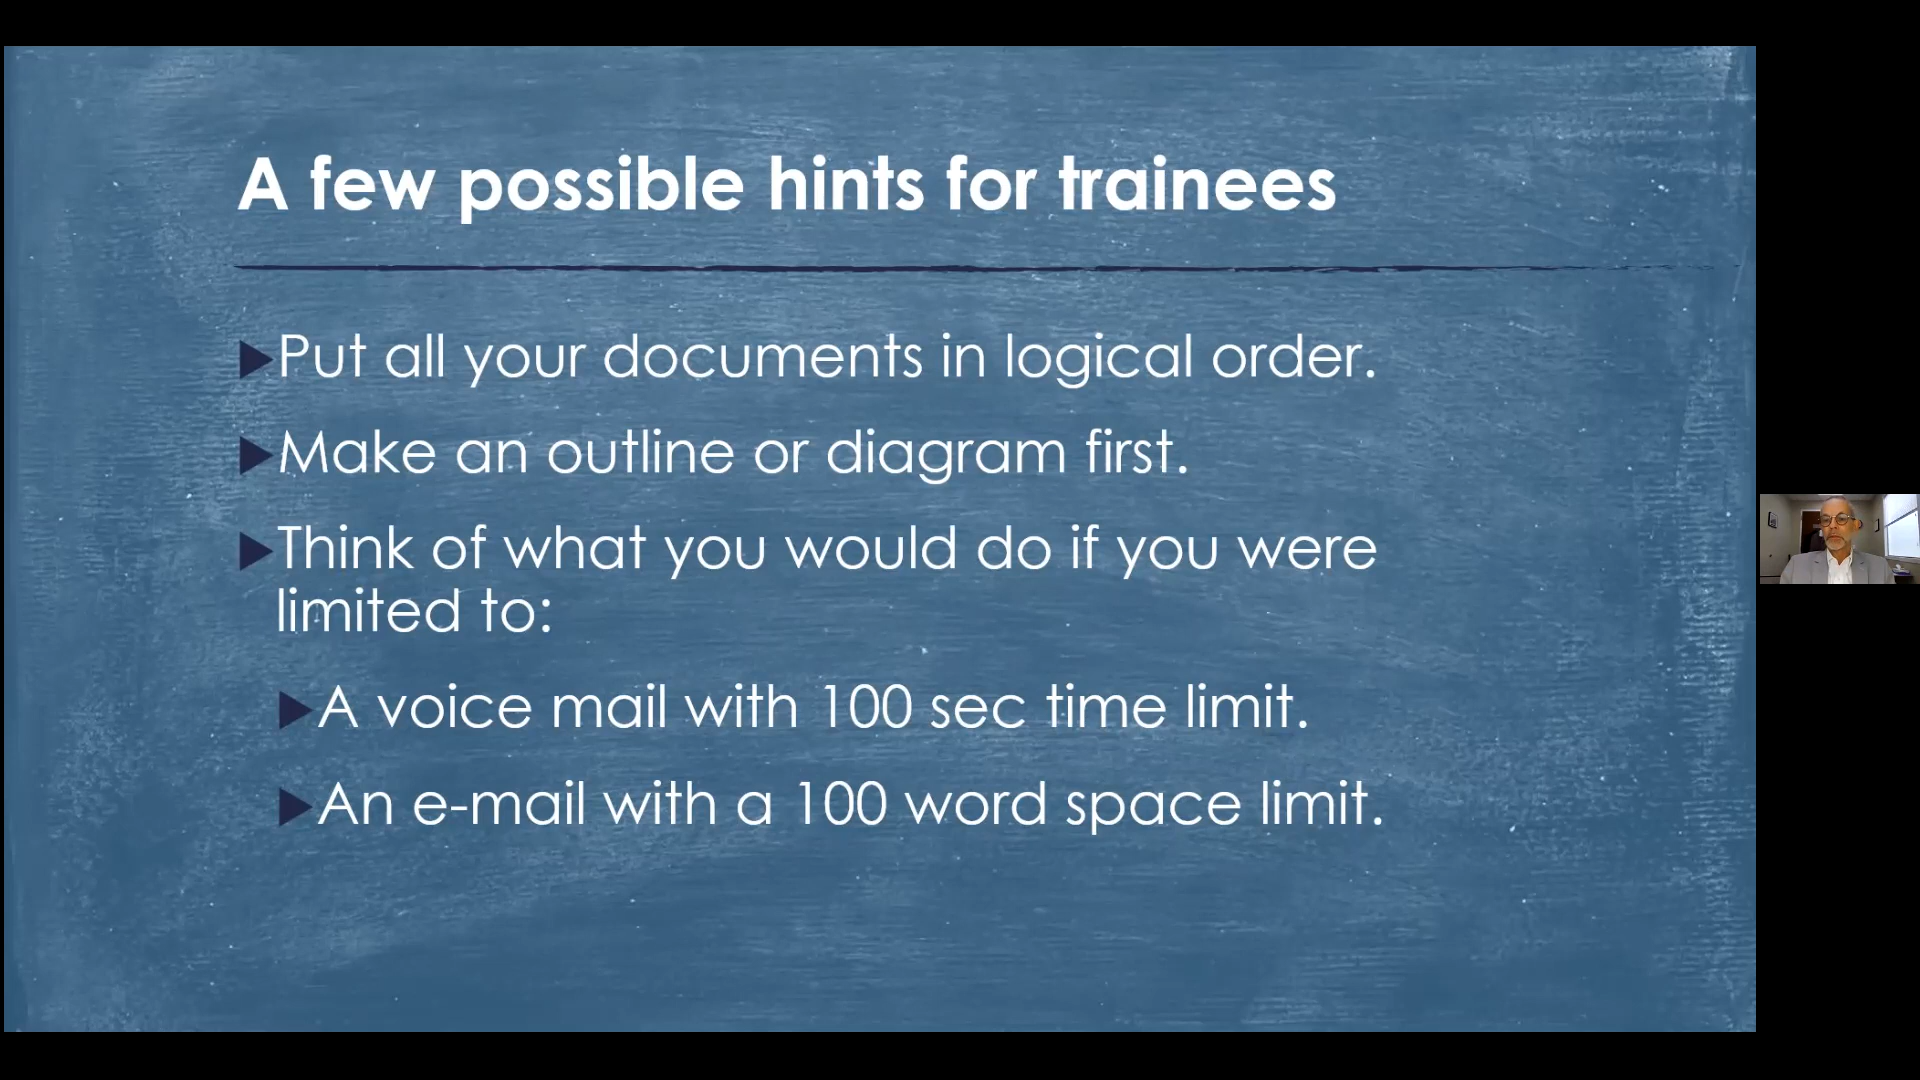 A few possible hints for trainees
Put all your documents in logical order.
Make an outline or diagram first.
Think of what you would do if you were
limited to:
A voice mail with 100 sec time limit.
An e-mail with a 100 word space limit.